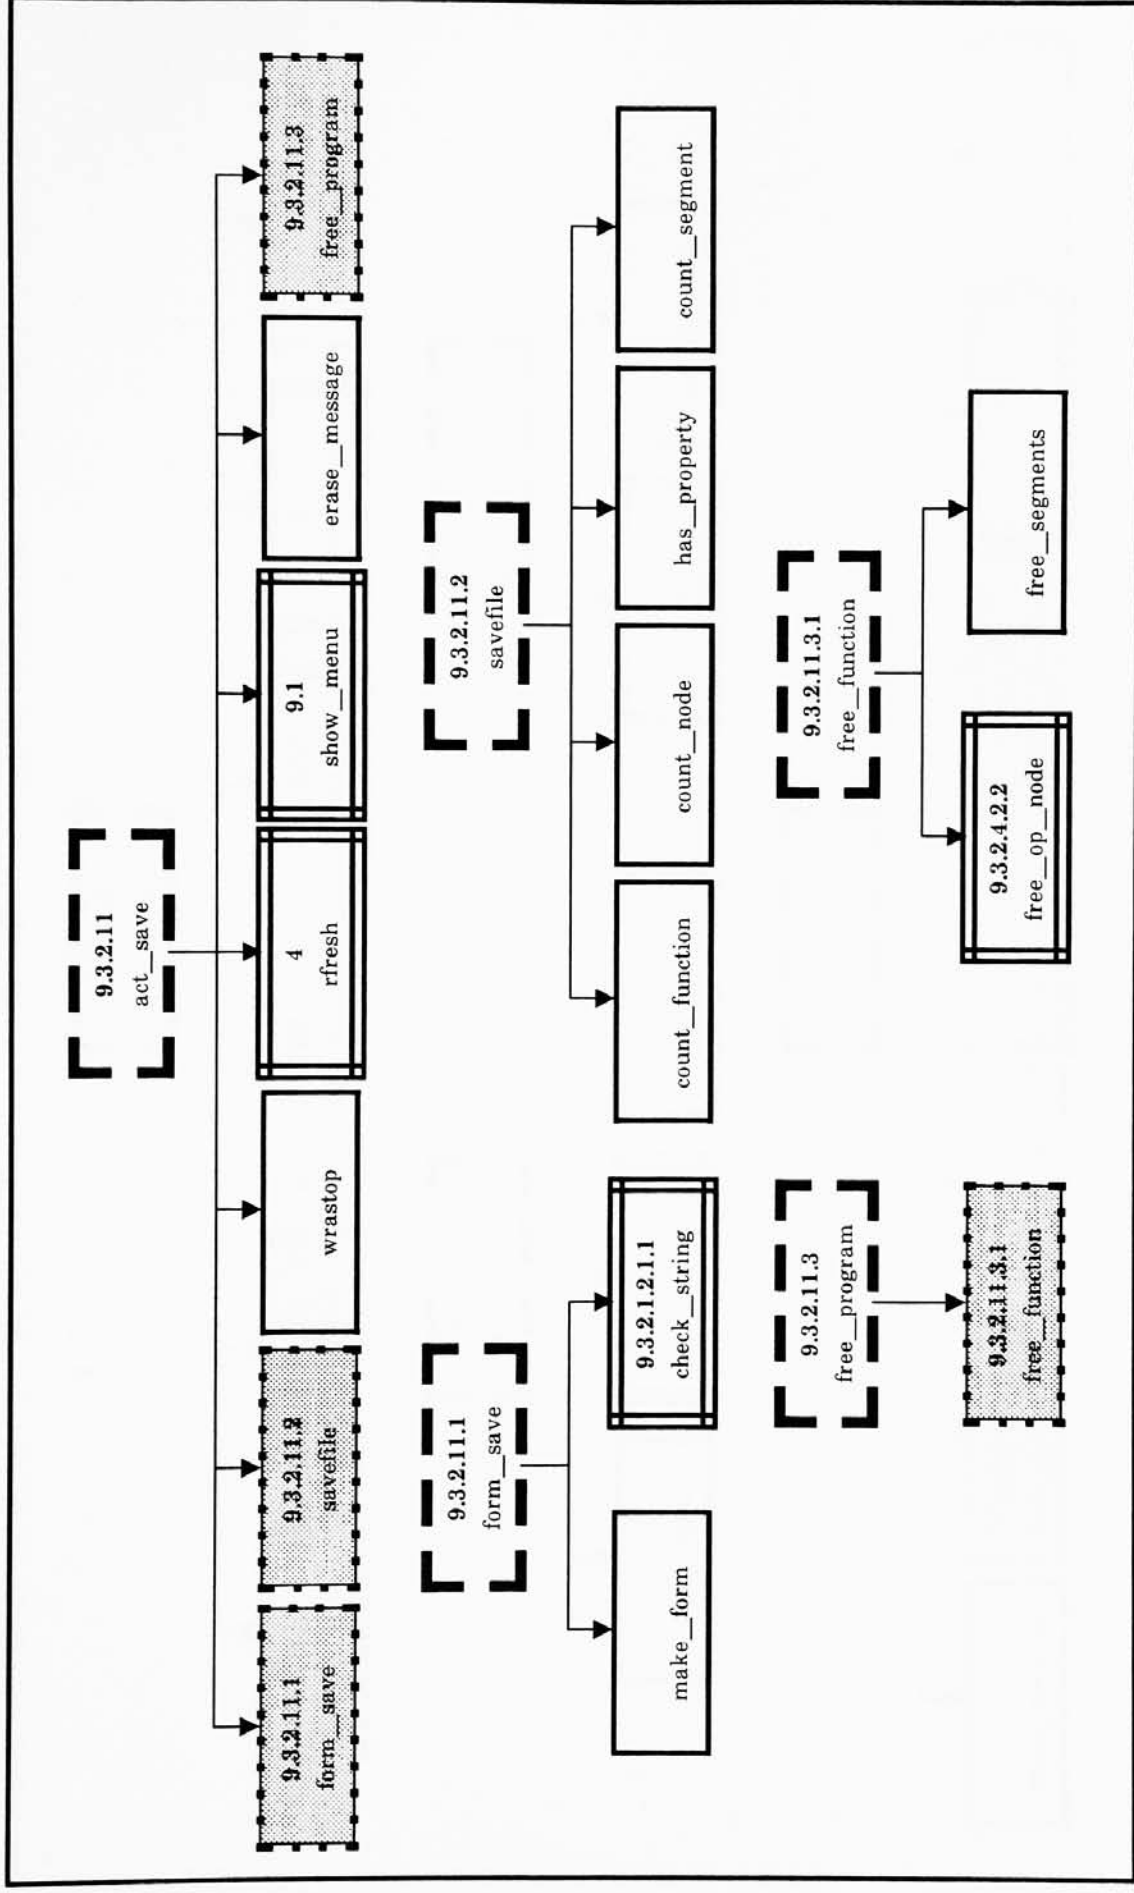 9.3.2.11
act__save
9.3.2.11.1
form__save
9.3.2.11.2
savefile
wrastop
4
rfresh
9.1
show__menu
erase__message
9.3.2.11.3
free__program
9.3.2.11.1
form__save
make__form
9.3.2.1.2.1.1
check__string
9.3.2.11.2
savefile
count__function
count__node
has__property
count__segment
9.3.2.11.3
free__program
9.3.2.11.3.1
free__function
9.3.2.11.3.1
free__function
9.3.2.4.2.2
free__op__node
free__segments